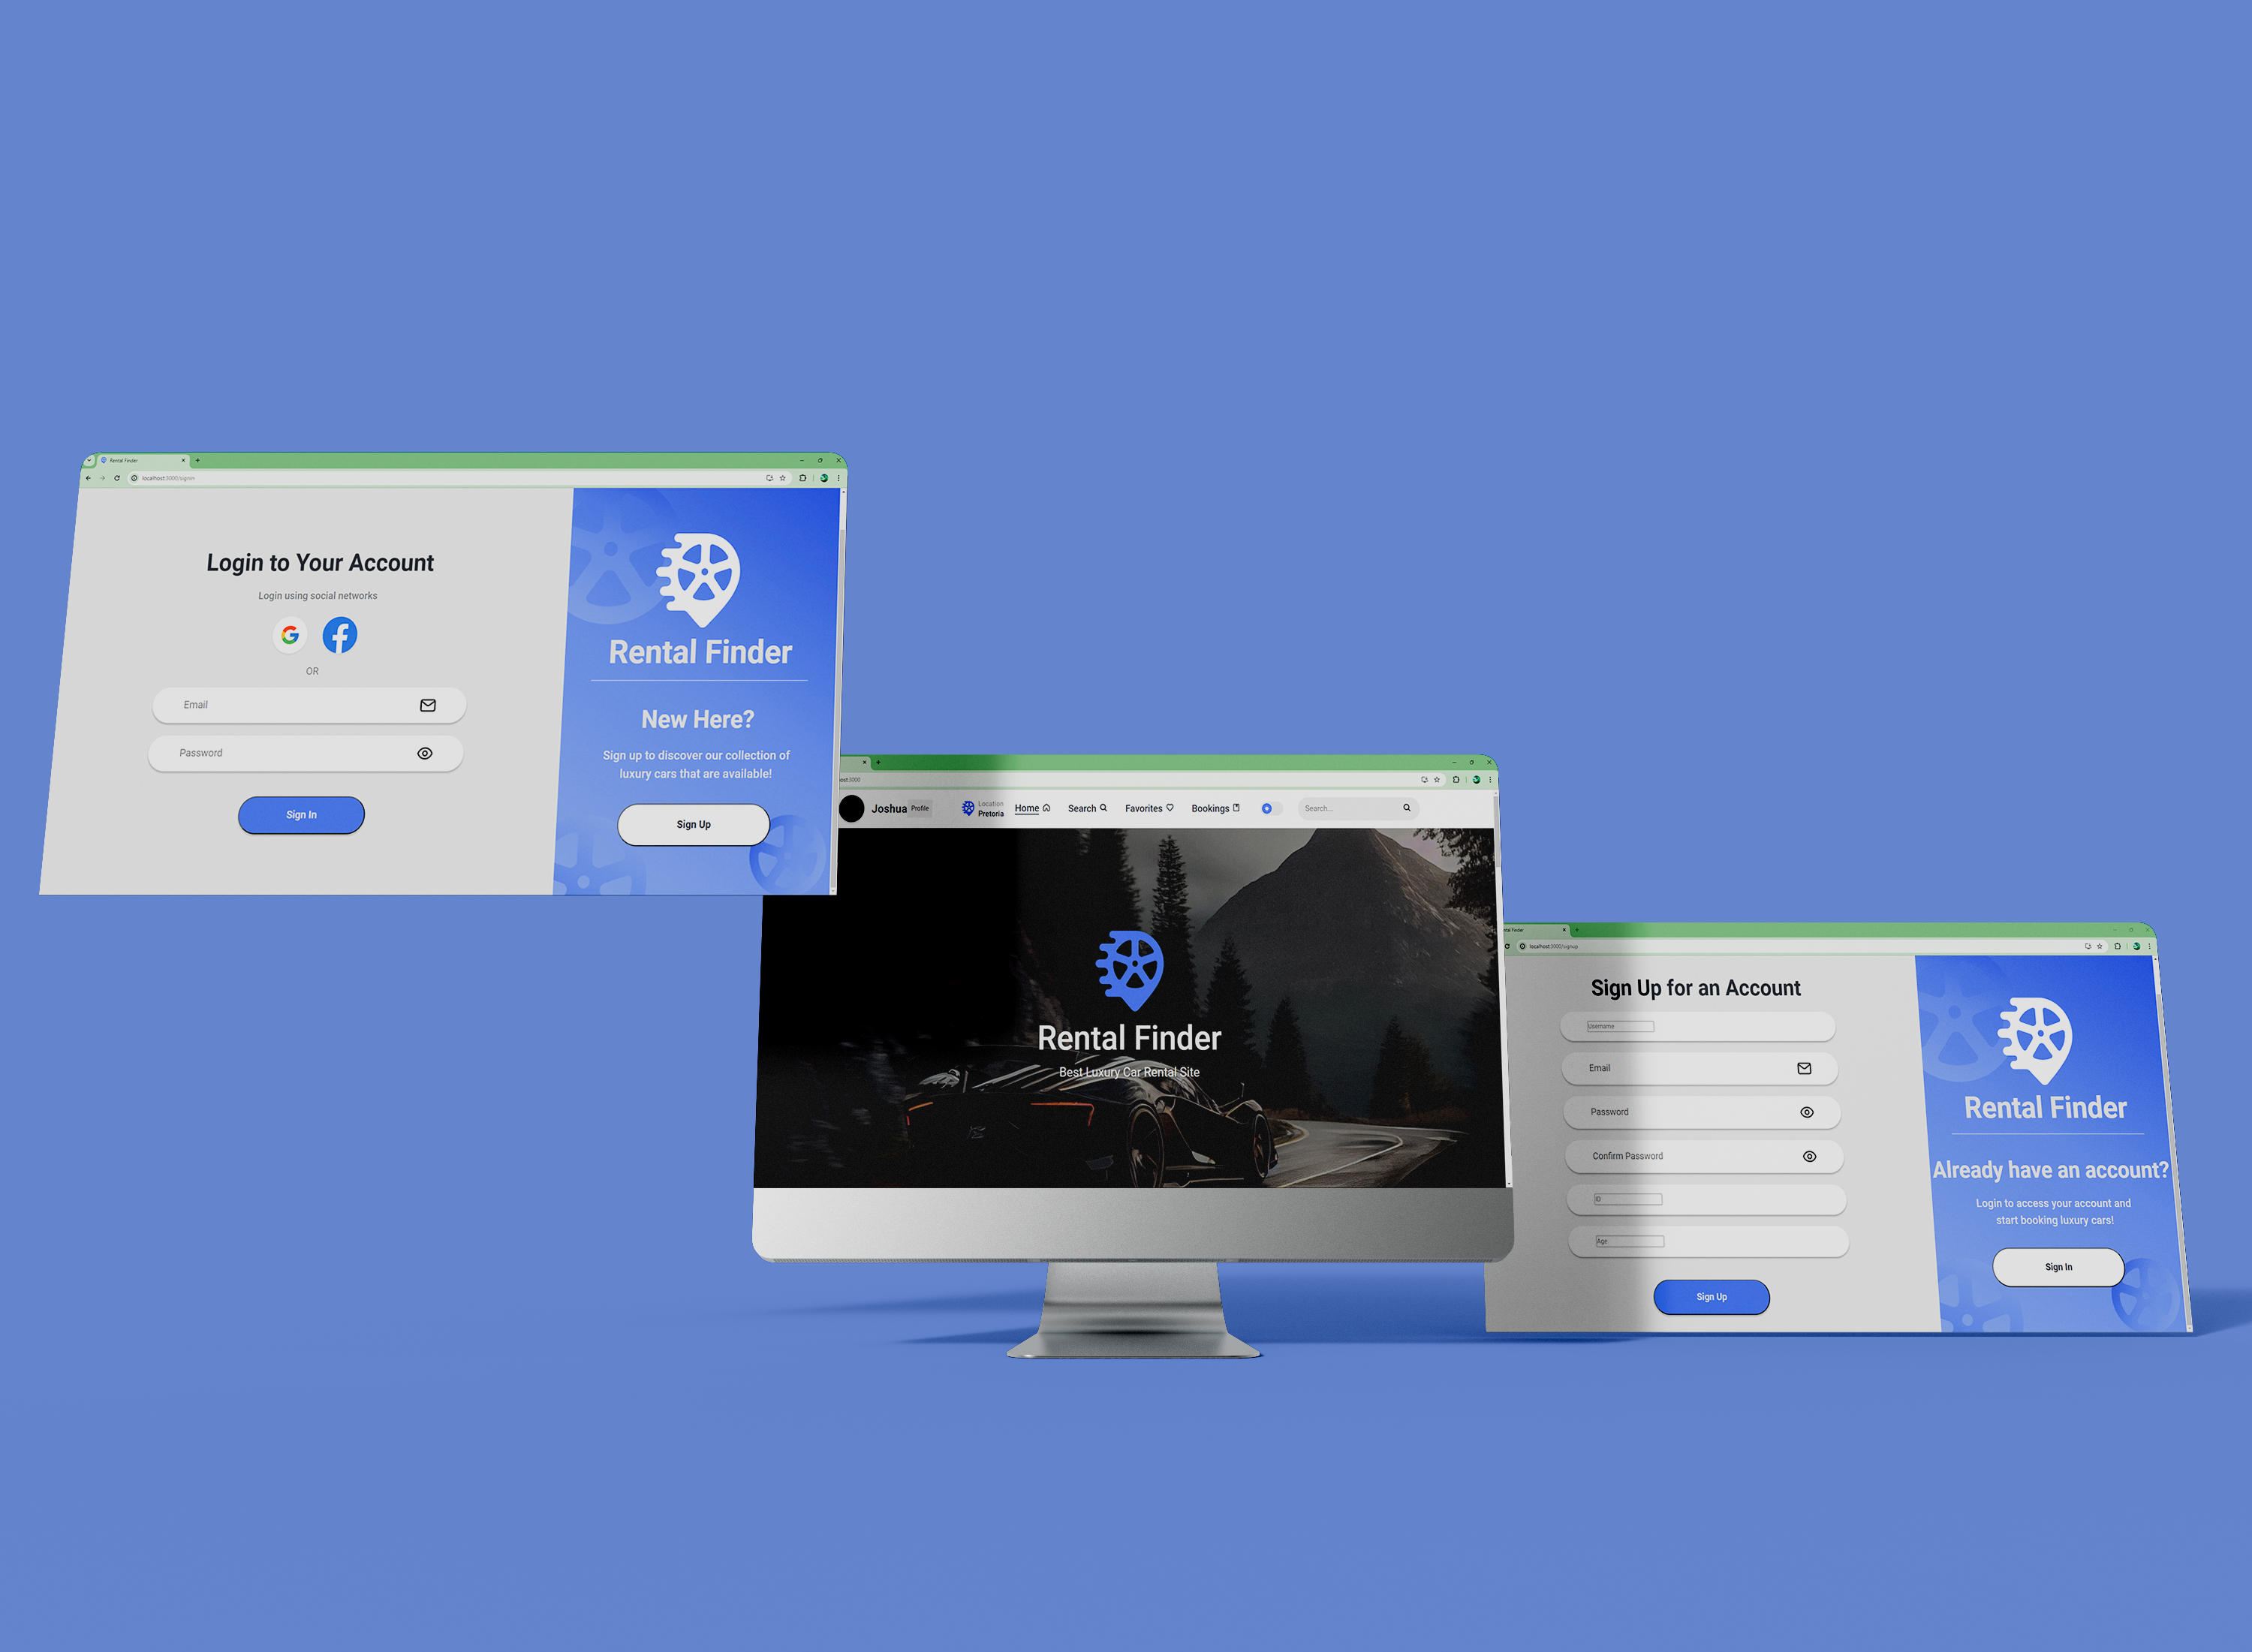 Rental Finder
localhost:3000/signin
Login to Your Account
Login using social networks
OR
Email
Password
Sign In
Rental Finder
New Here?
Sign up to discover our collection of
luxury cars that are available!
Sign Up
ost:3000
Joshua Profile
Location
Pretoria
Home
Search
Favorites
Bookings
Search...
Rental Finder
Best Luxury Car Rental Site
ntal Finder
localhost:3000/signup
Sign Up for an Account
Username
Email
Password
Confirm Password
ID
Age
Sign Up
Rental Finder
Already have an account?
Login to access your account and
start booking luxury cars!
Sign In